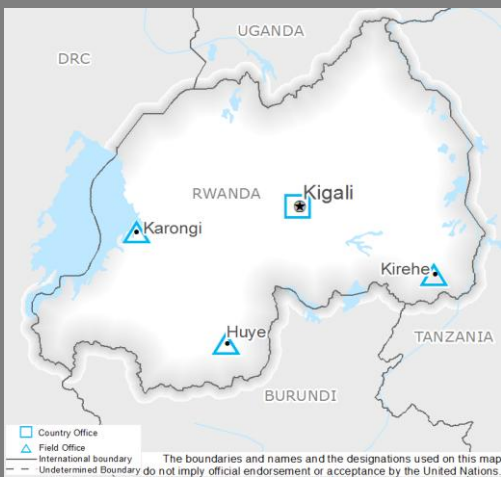 UGANDA
DRC
RWANDA
Kigali
Karongi
Kirehe
Huye
TANZANIA
BURUNDI
Country Office
Field Office
International boundary
Undetermined Boundary
The boundaries and names and the designations used on this map
do not imply official endorsement or acceptance by the United Nations.